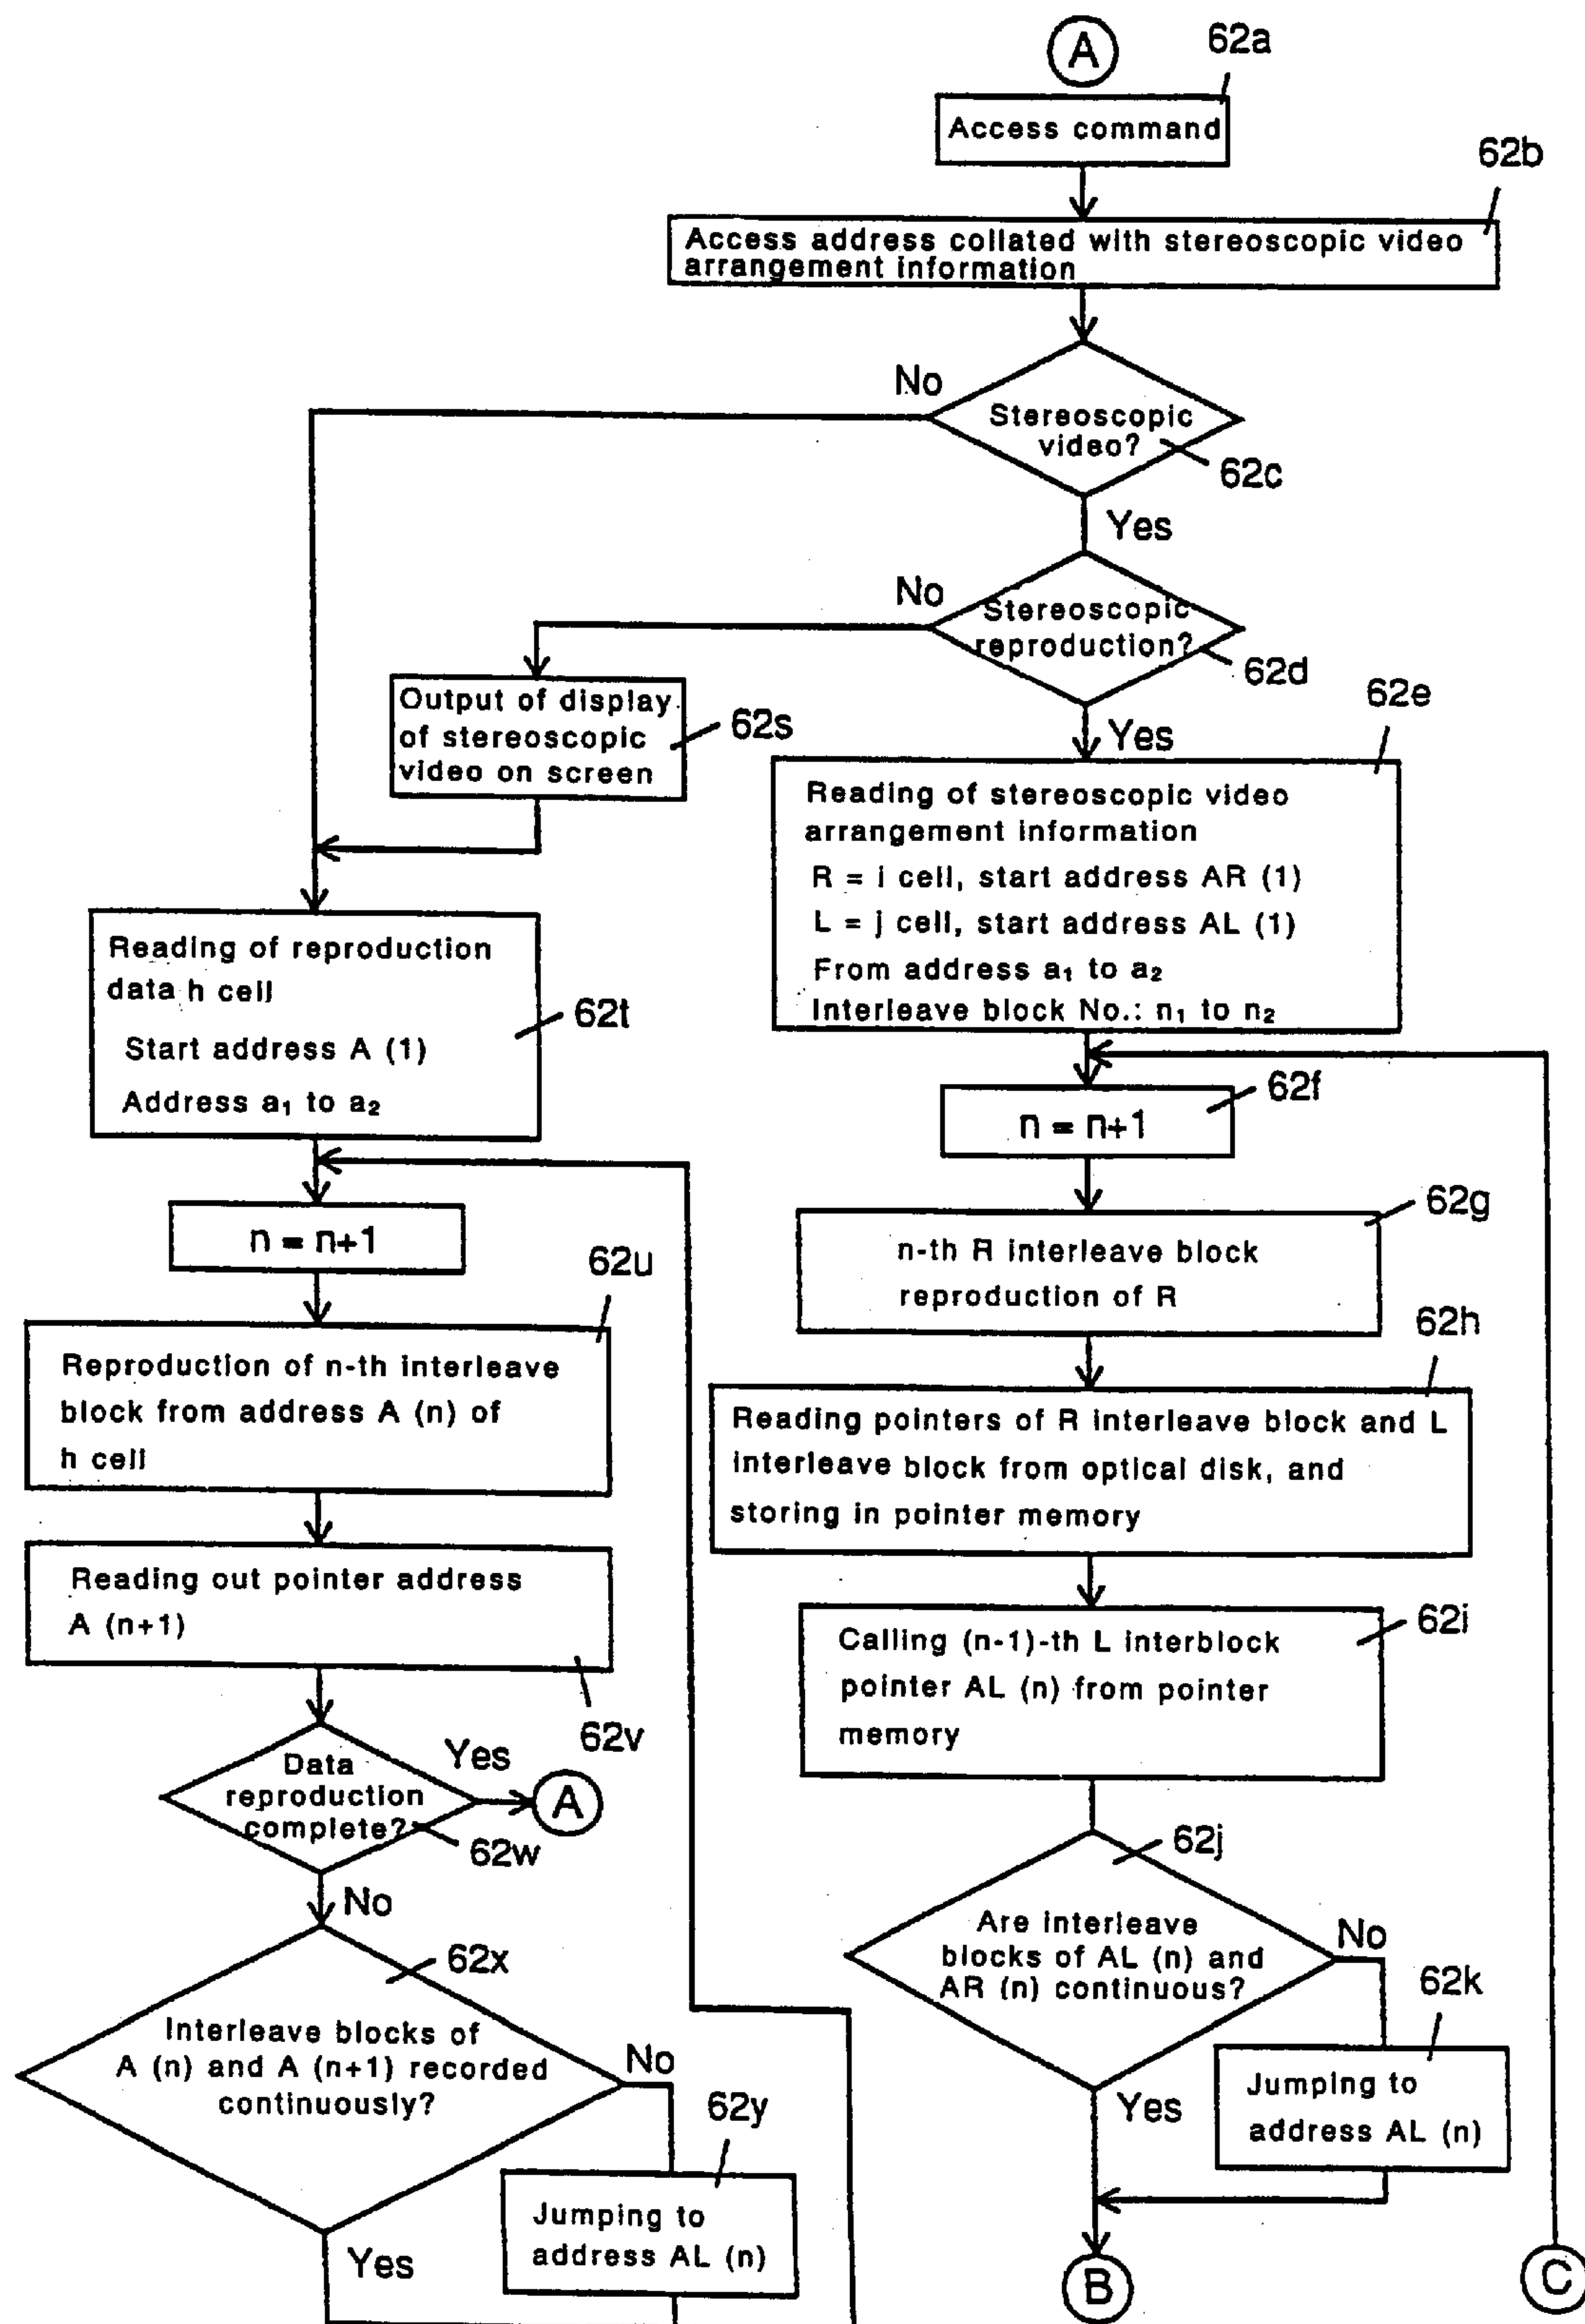 A
62a
Access command
62b
Access address collated with stereoscopic video
arrangement information
No
Stereoscopic
video?
62c
Yes
No
Stereoscopic
reproduction?
62d
Yes
Output of display
of stereoscopic
video on screen
62s
62e
Reading of stereoscopic video
arrangement information
R = i cell, start address AR (1)
L = j cell, start address AL (1)
From address a₁ to a₂
Interleave block No.: n₁ to n₂
Reading of reproduction
data h cell
Start address A (1)
Address a₁ to a₂
62t
62f
n = n+1
n = n+1
62g
n-th R interleave block
reproduction of R
62u
Reproduction of n-th interleave
block from address A (n) of
h cell
62h
Reading pointers of R interleave block and L
interleave block from optical disk, and
storing in pointer memory
Reading out pointer address
A (n+1)
62v
62i
Calling (n-1)-th L interblock
pointer AL (n) from pointer
memory
Data
reproduction
complete?
Yes
A
62w
No
62j
Are interleave
blocks of AL (n) and
AR (n) continuous?
No
62k
Jumping to
address AL (n)
Yes
62x
Interleave blocks of
A (n) and A (n+1) recorded
continuously?
No
62y
Jumping to
address AL (n)
Yes
B
C